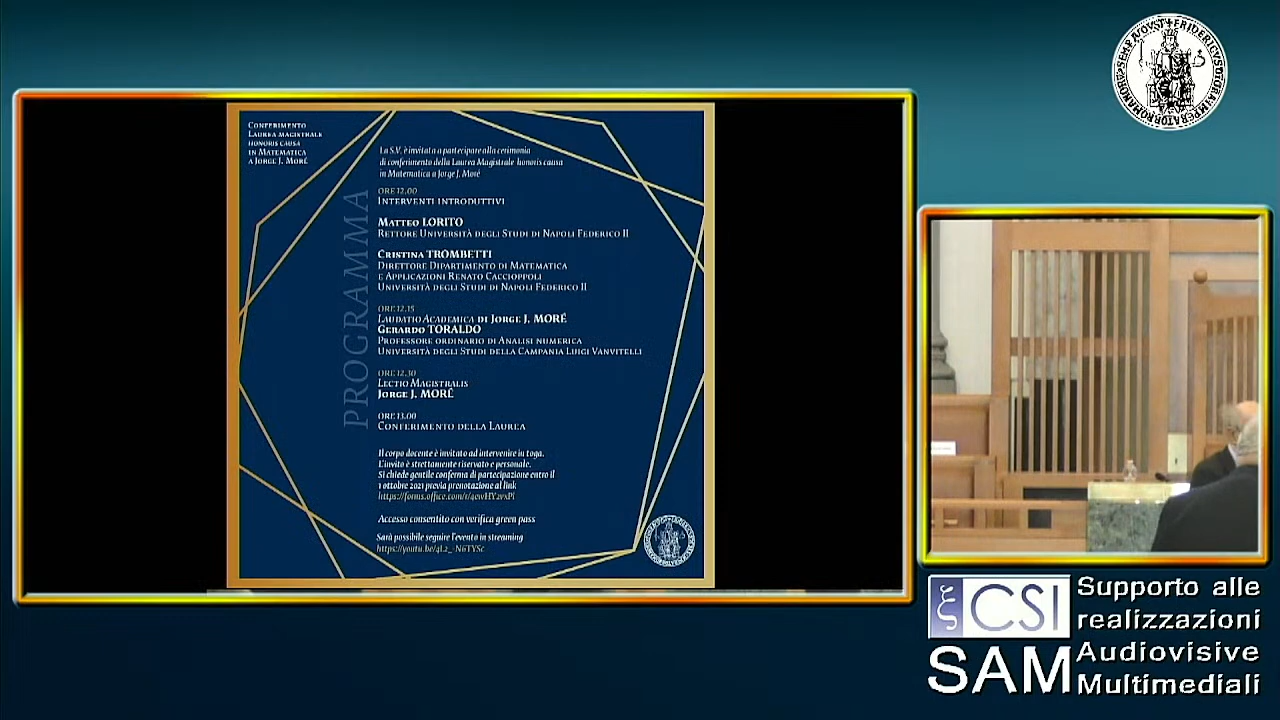 Conferimento
Laurea magistrale
honoris causa
in Matematica
a Jorge J. Moré
PROGRAMMA
La S.V. è invitata a partecipare alla cerimonia
di conferimento della Laurea Magistrale honoris causa
in Matematica a Jorge J. Moré
ORE 12.00
Interventi introduttivi
Matteo LORITO
Rettore Università degli Studi di Napoli Federico II
Cristina TROMBETTI
Direttore Dipartimento di Matematica
e Applicazioni Renato Caccioppoli
Università degli Studi di Napoli Federico II
ORE 12.15
Laudatio Academica di Jorge J. MORÉ
Gerardo TORALDO
Professore ordinario di Analisi numerica
Università degli Studi della Campania Luigi Vanvitelli
ORE 12.30
Lectio Magistralis
Jorge J. MORÉ
ORE 13.00
Conferimento della Laurea
Il corpo docente è invitato ad intervenire in toga.
L'invito è strettamente riservato e personale.
Si chiede gentile conferma di partecipazione entro il
1 ottobre 2021 previa prenotazione al link
Accesso consentito con verifica green pass
Sarà possibile seguire l'evento in streaming
CSI
SAM
Supporto alle
realizzazioni
Audiovisive
Multimediali